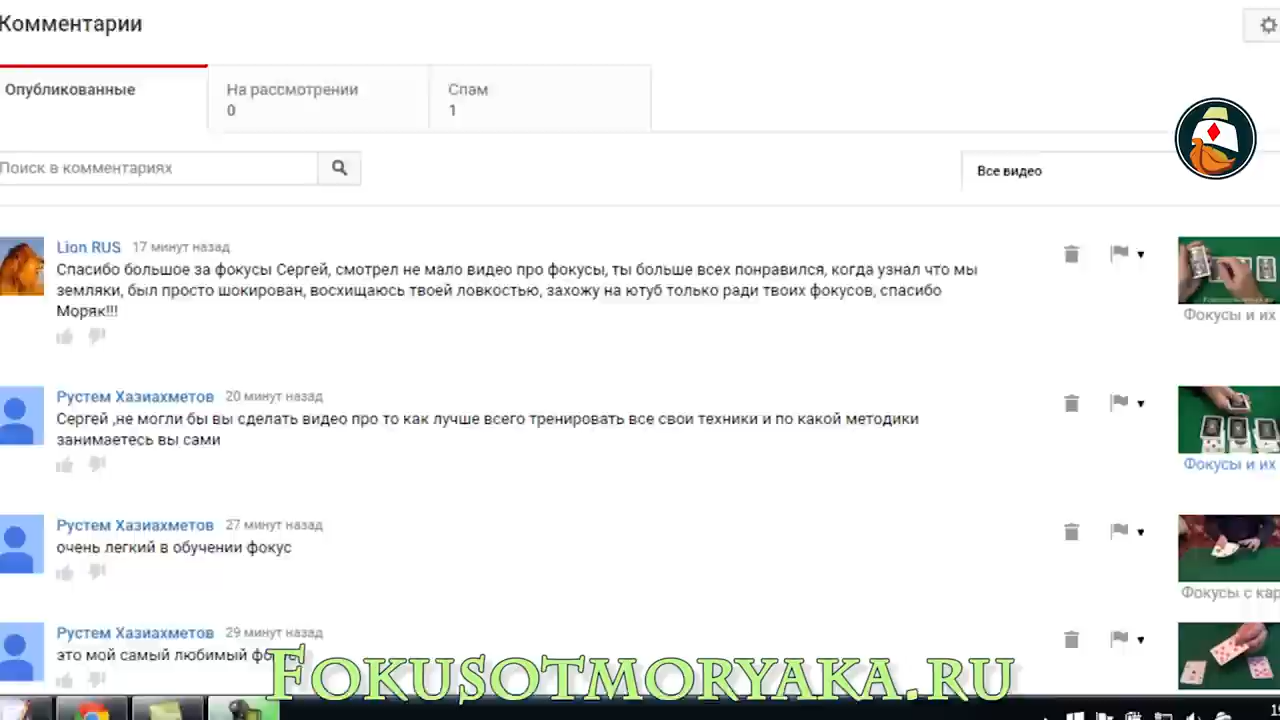 Комментарии
Опубликованные
На рассмотрении
0
Спам
1
Поиск в комментариях
Все видео
Lion RUS 17 минут назад
Спасибо большое за фокусы Сергей, смотрел не мало видео про фокусы, ты больше всех понравился, когда узнал что мы
земляки, был просто шокирован, восхищаюсь твоей ловкостью, захожу на ютуб только ради твоих фокусов, спасибо
Моряк!!!
Фокусы и их
Рустем Хазиахметов 20 минут назад
Сергей ,не могли бы вы сделать видео про то как лучше всего тренировать все свои техники и по какой методики
занимаетесь вы сами
Фокусы и их
Рустем Хазиахметов 27 минут назад
очень легкий в обучении фокус
Фокусы с кар
Рустем Хазиахметов 29 минут назад
это мой самый любимый
Fokusotmoryaka.ru